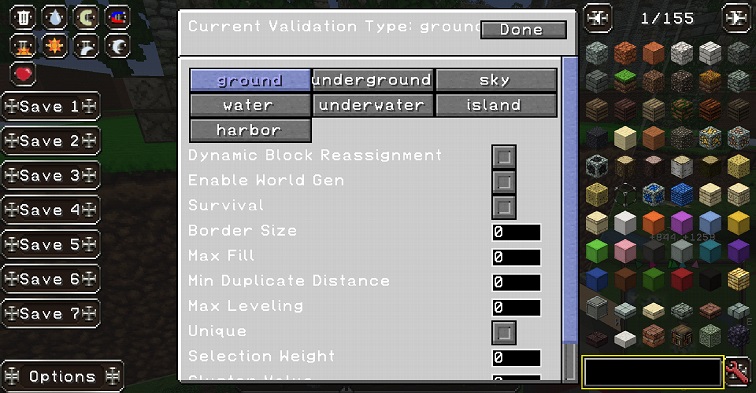 Current Validation Type: groun
Done
1/155
ground
underground
sky
water
underwater
island
harbor
Save 1
Save 2
Save 3
Save 4
Save 5
Save 6
Save 7
Options
Dynamic Block Reassignment
Enable World Gen
Survival
Border Size 0
Max Fill 0
Min Duplicate Distance 0
Max Leveling 0
Unique
Selection Weight 0